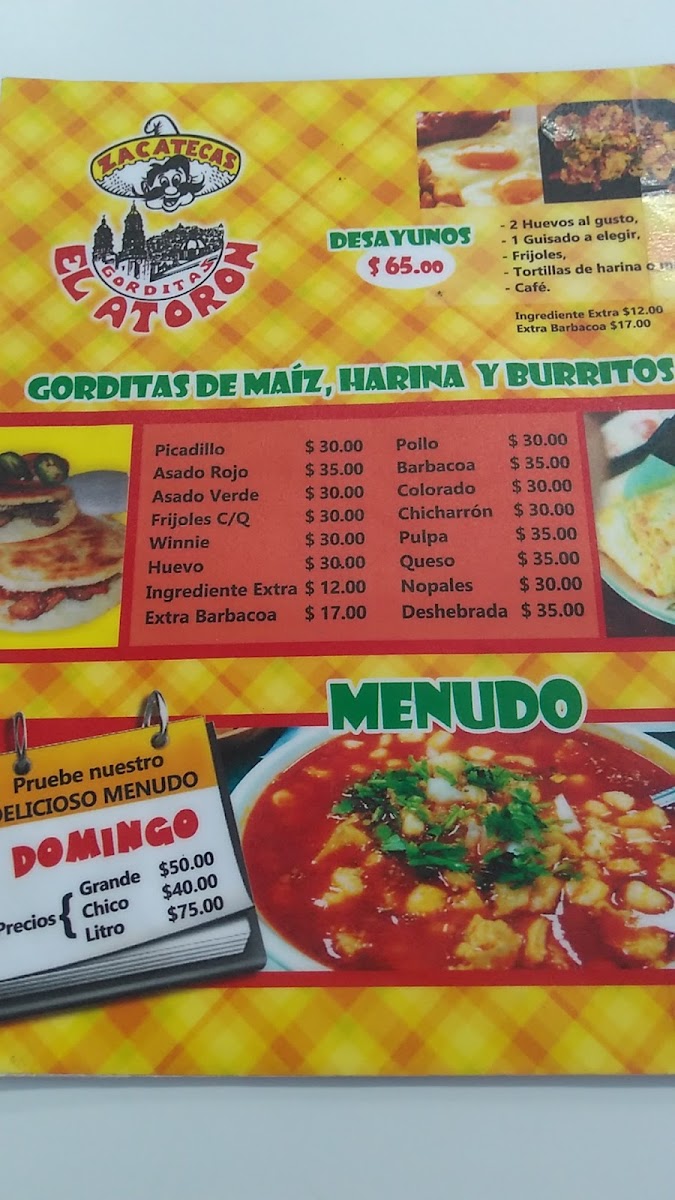 ZACATECAS
GORDITAS
EL ATORON
DESAYUNOS
$ 65.00
- 2 Huevos al gusto,
- 1 Guisado a elegir,
- Frijoles,
- Tortillas de harina o
- Café.
Ingrediente Extra $12.00
Extra Barbacoa $17.00
GORDITAS DE MAÍZ, HARINA Y BURRITOS
Picadillo $ 30.00
Asado Rojo $ 35.00
Asado Verde $ 30.00
Frijoles C/Q $ 30.00
Winnie $ 30.00
Huevo $ 30.00
Ingrediente Extra $ 12.00
Extra Barbacoa $ 17.00
Pollo $ 30.00
Barbacoa $ 35.00
Colorado $ 30.00
Chicharrón $ 30.00
Pulpa $ 35.00
Queso $ 35.00
Nopales $ 30.00
Deshebrada $ 35.00
MENUDO
Pruebe nuestro
DELICIOSO MENUDO
DOMINGO
Precios { Grande $50.00
Chico $40.00
Litro $75.00